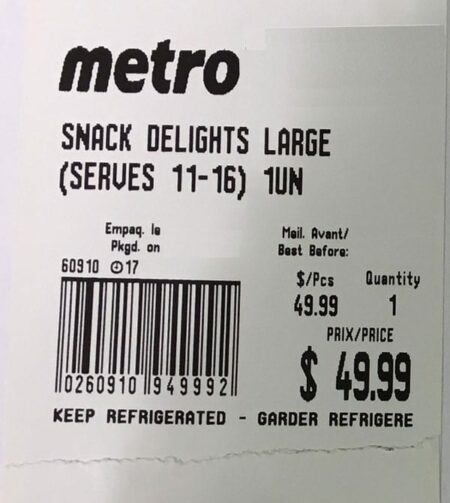 metro
SNACK DELIGHTS LARGE
(SERVES 11-16) 1UN
Empaq. le
Pkgd. on
Meil. Avant/
Best Before:
60910 17
$/Pcs Quantity
49.99 1
PRIX/PRICE
$ 49.99
0260910 949992
KEEP REFRIGERATED - GARDER REFRIGERE